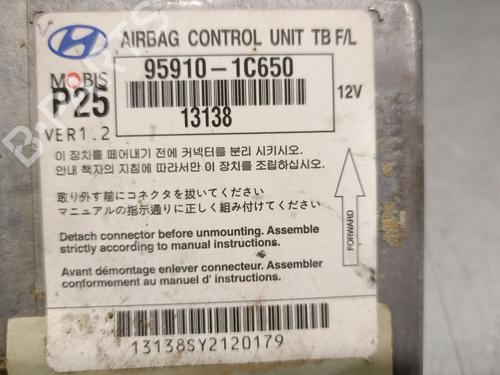 AIRBAG CONTROL UNIT TB F/L
MOBIS
95910-1C650
P25
13138
12V
VER1.2
이 장치를 떼어내기 전에 커넥터를 분리 시키시오.
안내 책자의 지침에 따라서만 이 장치를 조립하십시오.
取り外す前にコネクタを抜いてください
マニュアルの指示通りに正しく組み付けてください
FORWARD
Detach connector before unmounting. Assemble
strictly according to manual instructions.
Avant démontage enlever connecteur. Assembler
conformement au manuel d'instructions.
13138SY2120179